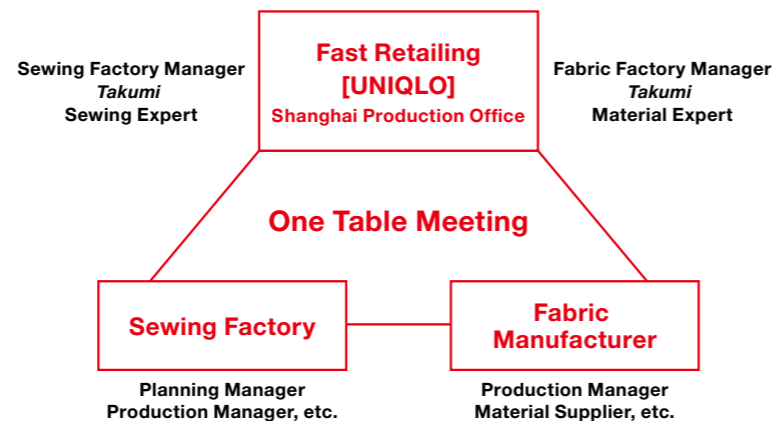 Fast Retailing
[UNIQLO]
Shanghai Production Office
Sewing Factory Manager
Takumi
Sewing Expert
Fabric Factory Manager
Takumi
Material Expert
One Table Meeting
Sewing Factory
Fabric
Manufacturer
Planning Manager
Production Manager, etc.
Production Manager
Material Supplier, etc.